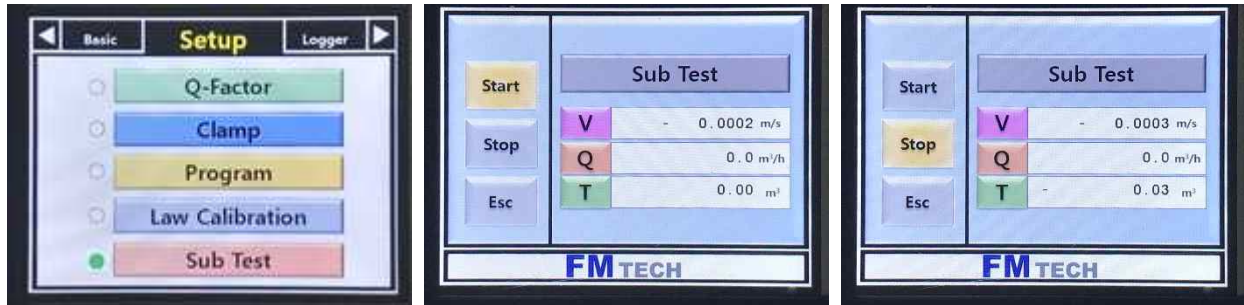 ◀ Basic Setup Logger ▶
Q-Factor
Clamp
Program
Law Calibration
Sub Test
Sub Test
Start
V - 0.0002 m/s
Stop
Q 0.0 m³/h
T 0.00 m³
Esc
FM TECH
Sub Test
Start
V - 0.0003 m/s
Stop
Q 0.0 m³/h
T - 0.03 m³
Esc
FM TECH